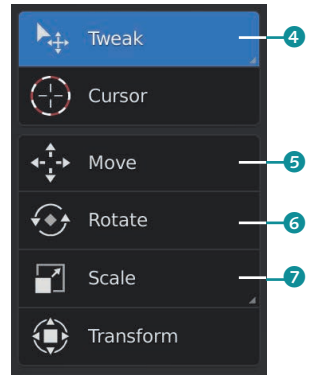 Tweak 4
Cursor
Move 5
Rotate 6
Scale 7
Transform